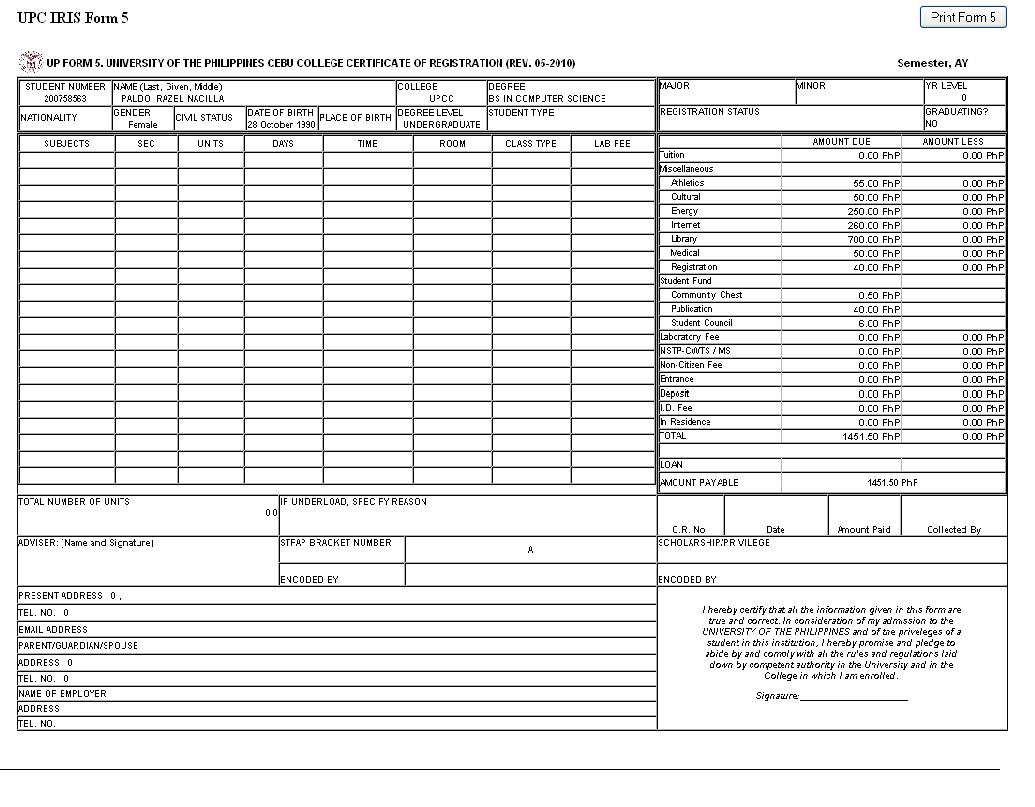 UPC IRIS Form 5
Print Form 5
UP FORM 5. UNIVERSITY OF THE PHILIPPINES CEBU COLLEGE CERTIFICATE OF REGISTRATION (REV. 05-2010)
Semester, AY
STUDENT NUMBER
200758563
NAME (Last, Given, Middle)
PALDO RAZEL NACILLA
COLLEGE
UPCC
DEGREE
BS IN COMPUTER SCIENCE
MAJOR
MINOR
YR LEVEL
0
NATIONALITY
GENDER
Female
CIVIL STATUS
DATE OF BIRTH
28 October 1990
PLACE OF BIRTH
DEGREE LEVEL
UNDERGRADUATE
STUDENT TYPE
REGISTRATION STATUS
GRADUATING?
NO
SUBJECTS SEC UNITS DAYS TIME ROOM CLASS TYPE LAB FEE
AMOUNT DUE AMOUNT LESS
Tuition 0.00 PhP 0.00 PhP
Miscellaneous
Athletics 55.00 PhP 0.00 PhP
Cultural 50.00 PhP 0.00 PhP
Energy 250.00 PhP 0.00 PhP
Internet 260.00 PhP 0.00 PhP
Library 700.00 PhP 0.00 PhP
Medical 50.00 PhP 0.00 PhP
Registration 40.00 PhP 0.00 PhP
Student Fund
Community Chest 0.50 PhP
Publication 40.00 PhP
Student Council 6.00 PhP
Laboratory Fee 0.00 PhP 0.00 PhP
NSTP-CWTS / MS 0.00 PhP 0.00 PhP
Non-Citizen Fee 0.00 PhP 0.00 PhP
Entrance 0.00 PhP 0.00 PhP
Deposit 0.00 PhP 0.00 PhP
I.D. Fee 0.00 PhP 0.00 PhP
In Residence 0.00 PhP 0.00 PhP
TOTAL 1451.50 PhP 0.00 PhP
LOAN
AMOUNT PAYABLE 1451.50 PhP
TOTAL NUMBER OF UNITS
0.0
IF UNDERLOAD, SPECIFY REASON
O.R. No Date Amount Paid Collected By
ADVISER: (Name and Signature)
STFAP BRACKET NUMBER
A
SCHOLARSHIP/PRIVILEGE
ENCODED BY
ENCODED BY
PRESENT ADDRESS 0 ,
TEL. NO. 0
EMAIL ADDRESS
PARENT/GUARDIAN/SPOUSE
ADDRESS 0
TEL. NO. 0
NAME OF EMPLOYER
ADDRESS
TEL. NO.
I hereby certify that all the information given in this form are
true and correct. In consideration of my admission to the
UNIVERSITY OF THE PHILIPPINES and of the priveleges of a
student in this institution, I hereby promise and pledge to
abide by and comply with all the rules and regulations laid
down by competent authority in the University and in the
College in which I am enrolled.
Signature:____________________